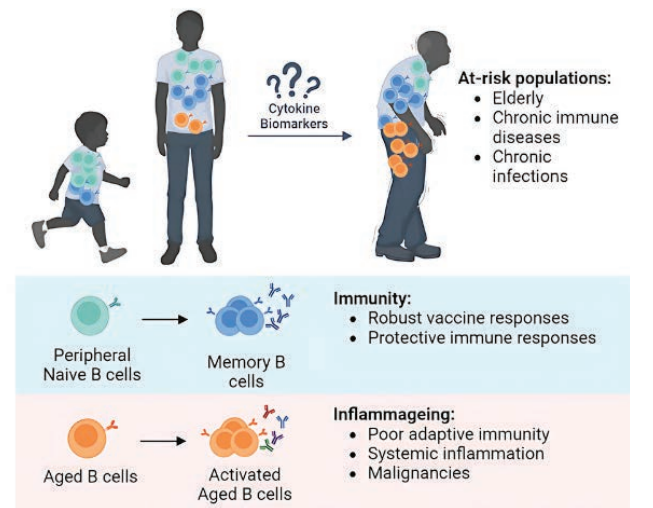 ???
Cytokine
Biomarkers
At-risk populations:
• Elderly
• Chronic immune
diseases
• Chronic
infections
Peripheral
Naive B cells
Memory B
cells
Immunity:
• Robust vaccine responses
• Protective immune responses
Aged B cells
Activated
Aged B cells
Inflammageing:
• Poor adaptive immunity
• Systemic inflammation
• Malignancies